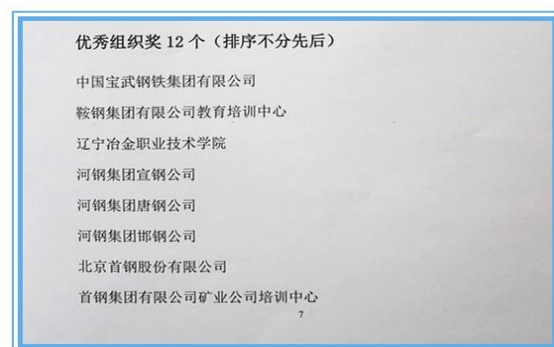 优秀组织奖 12 个（排序不分先后）
中国宝武钢铁集团有限公司
鞍钢集团有限公司教育培训中心
辽宁冶金职业技术学院
河钢集团宣钢公司
河钢集团唐钢公司
河钢集团邯钢公司
北京首钢股份有限公司
首钢集团有限公司矿业公司培训中心
7